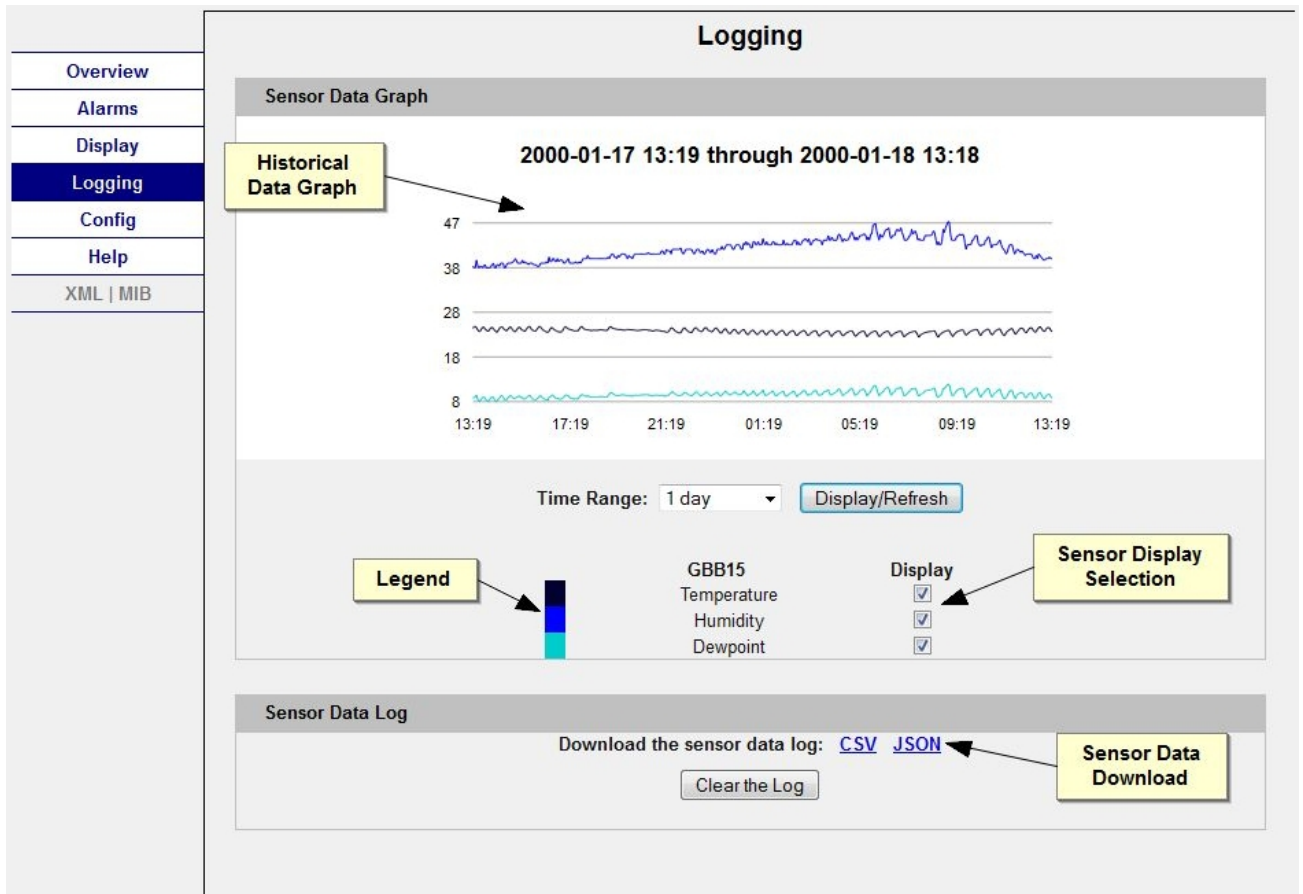 Logging
Overview
Alarms
Display
Logging
Config
Help
XML | MIB
Sensor Data Graph
Historical
Data Graph
2000-01-17 13:19 through 2000-01-18 13:18
47
38
28
18
8
13:19 17:19 21:19 01:19 05:19 09:19 13:19
Time Range: 1 day Display/Refresh
Legend
GBB15 Display
Temperature
Humidity
Dewpoint
Sensor Display
Selection
Sensor Data Log
Download the sensor data log: CSV JSON
Clear the Log
Sensor Data
Download